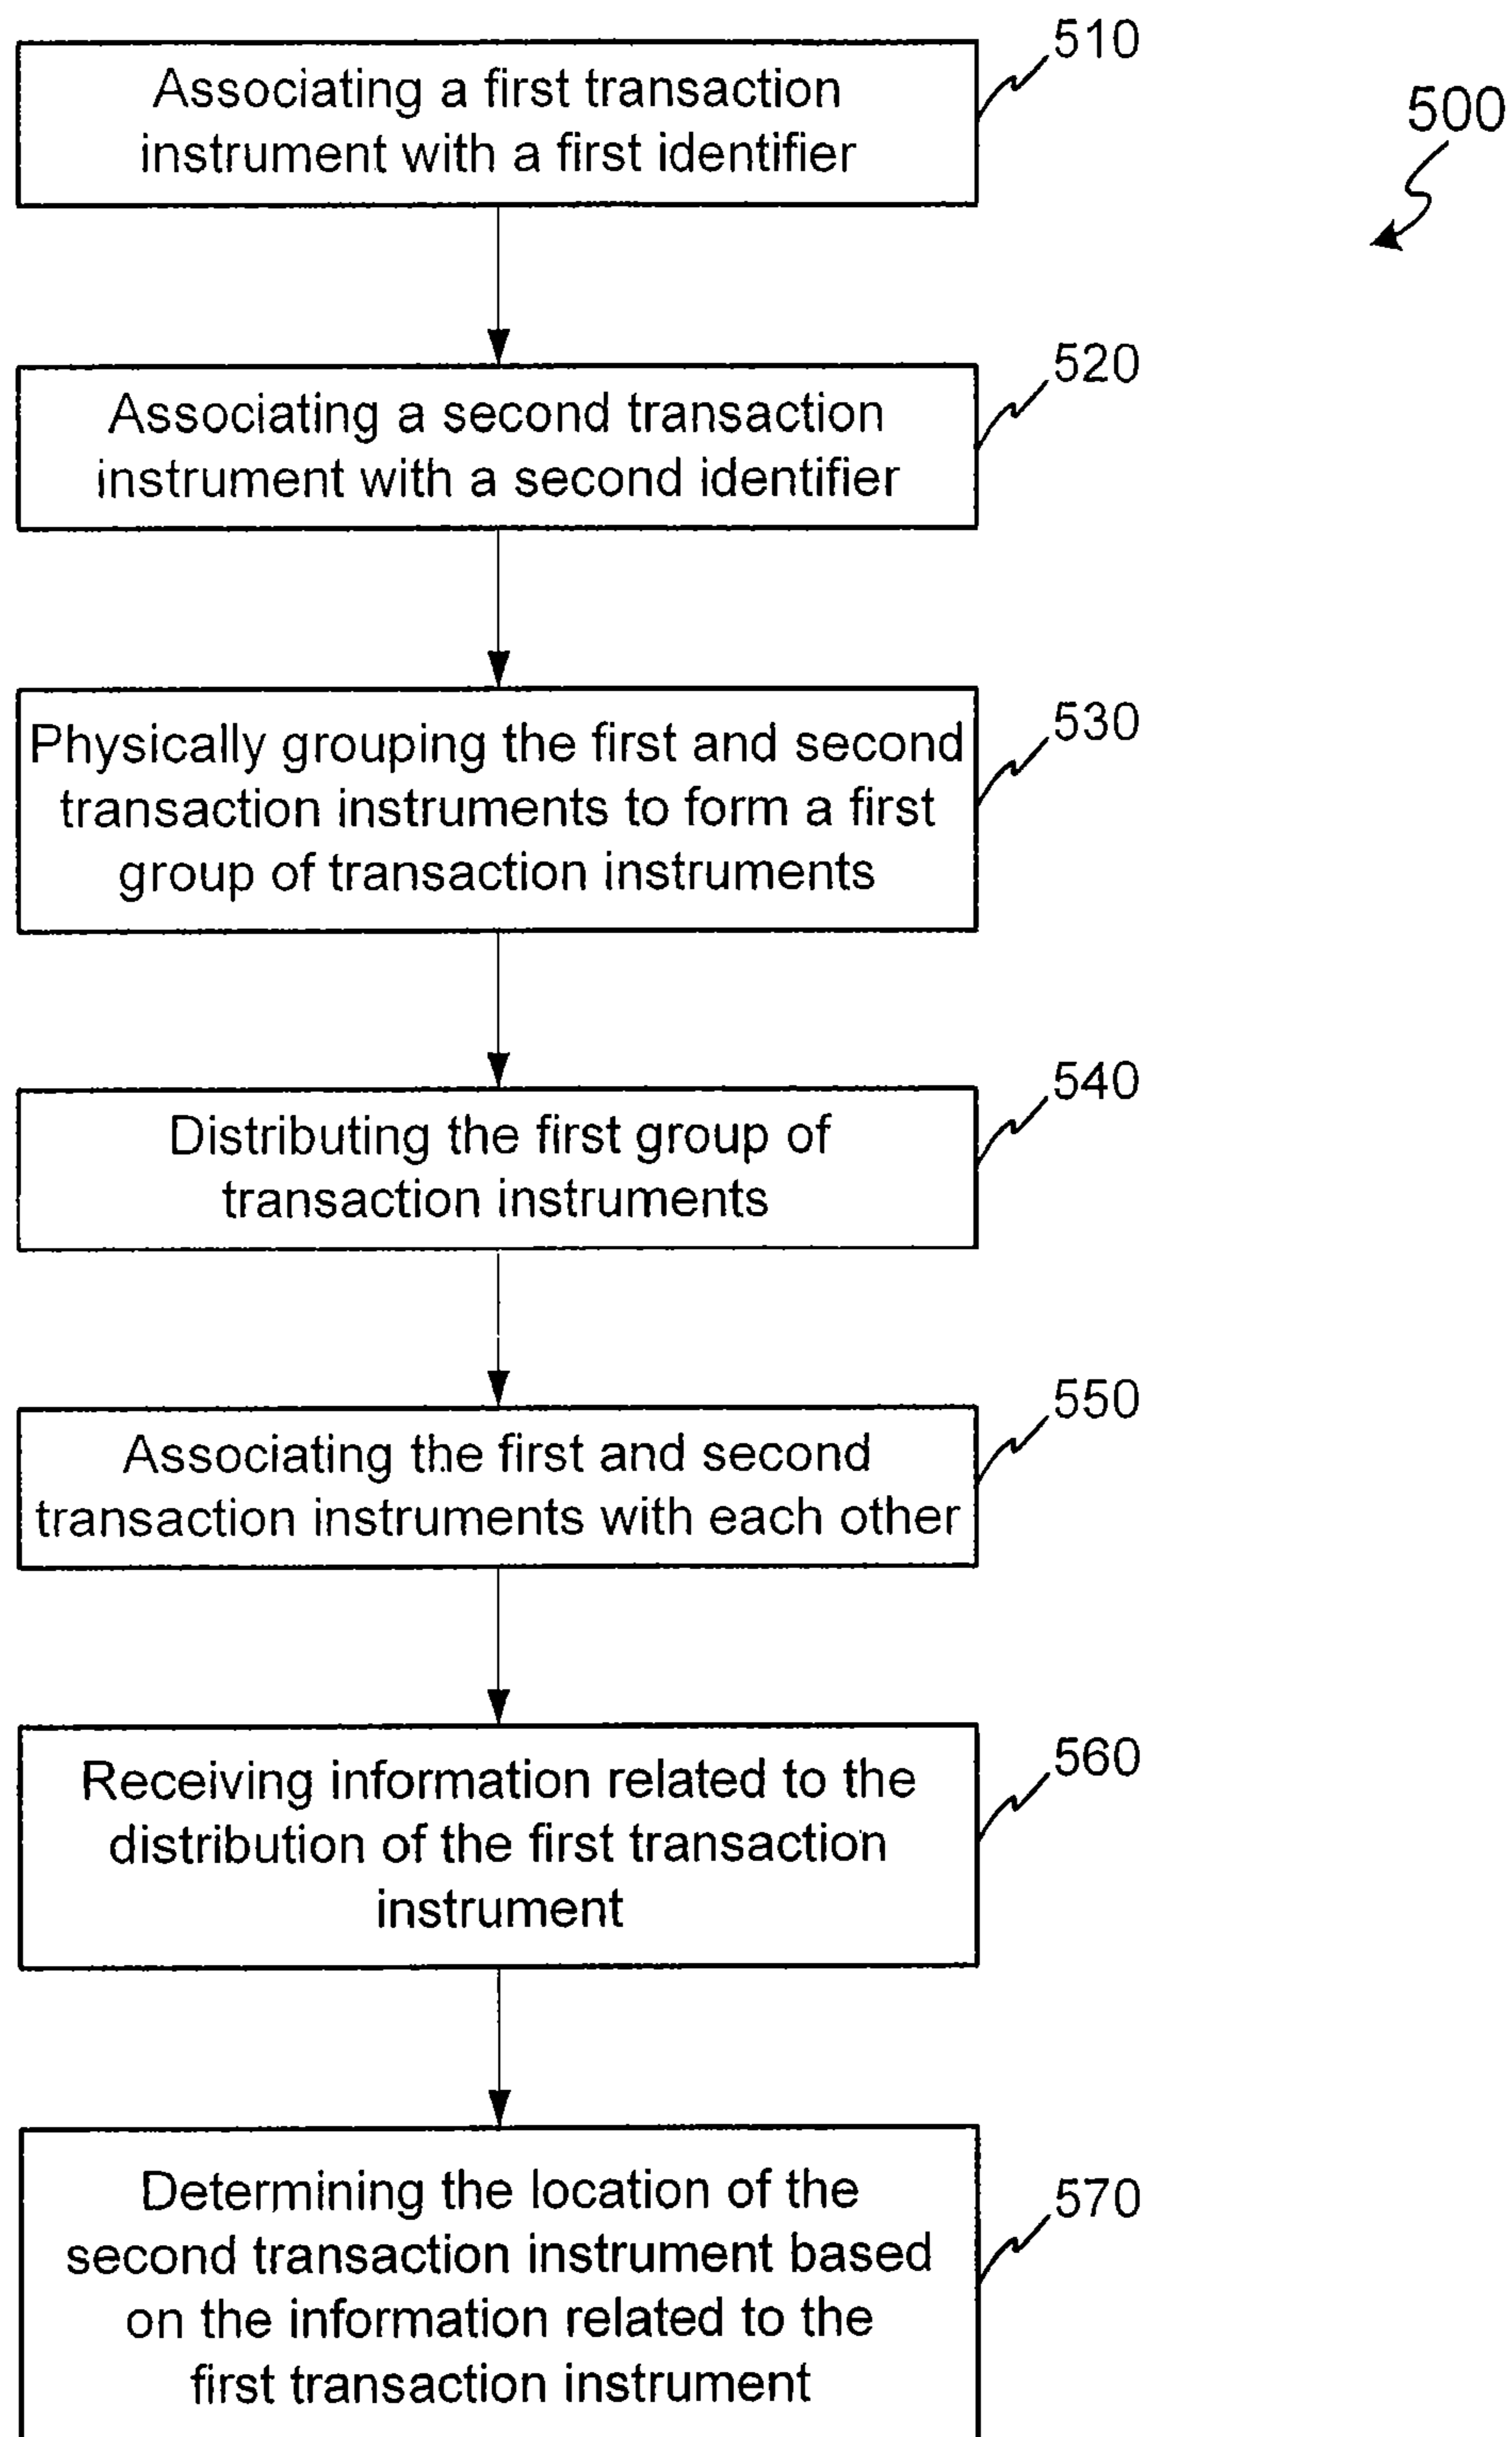 510
500
Associating a first transaction
instrument with a first identifier
520
Associating a second transaction
instrument with a second identifier
530
Physically grouping the first and second
transaction instruments to form a first
group of transaction instruments
540
Distributing the first group of
transaction instruments
550
Associating the first and second
transaction instruments with each other
560
Receiving information related to the
distribution of the first transaction
instrument
570
Determining the location of the
second transaction instrument based
on the information related to the
first transaction instrument